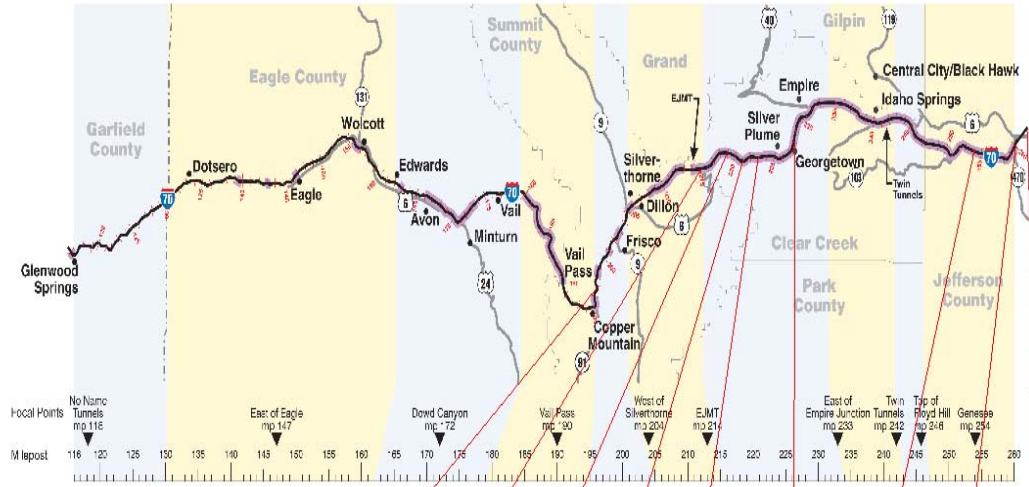 40
119
Summit
County
Gilpin
Eagle County
Grand
Central City/Black Hawk
Empire
EJMT
131
Idaho Springs
6
9
Garfield
County
Wolcott
Silver
Plume
Dotsero
Edwards
Silver-
thorne
Georgetown
70
103
Twin
Tunnels
470
70
Eagle
6
Avon
70
Vail
Dillon
6
Minturn
Vail
Pass
Frisco
Clear Creek
Glenwood
Springs
9
24
Park
County
Jefferson
County
Copper
Mountain
91
Focal Points
No Name
Tunnels
mp 118
East of Eagle
mp 147
Dowd Canyon
mp 172
Vail Pass
mp 190
West of
Silverthorne
mp 204
EJMT
mp 214
East of
Empire Junction
mp 233
Twin
Tunnels
mp 242
Top of
Floyd Hill
mp 246
Genesee
mp 254
Milepost
116 120 125 130 135 140 145 150 155 160 165 170 175 181 185 190 195 200 205 210 215 220 225 230 235 240 245 250 255 260